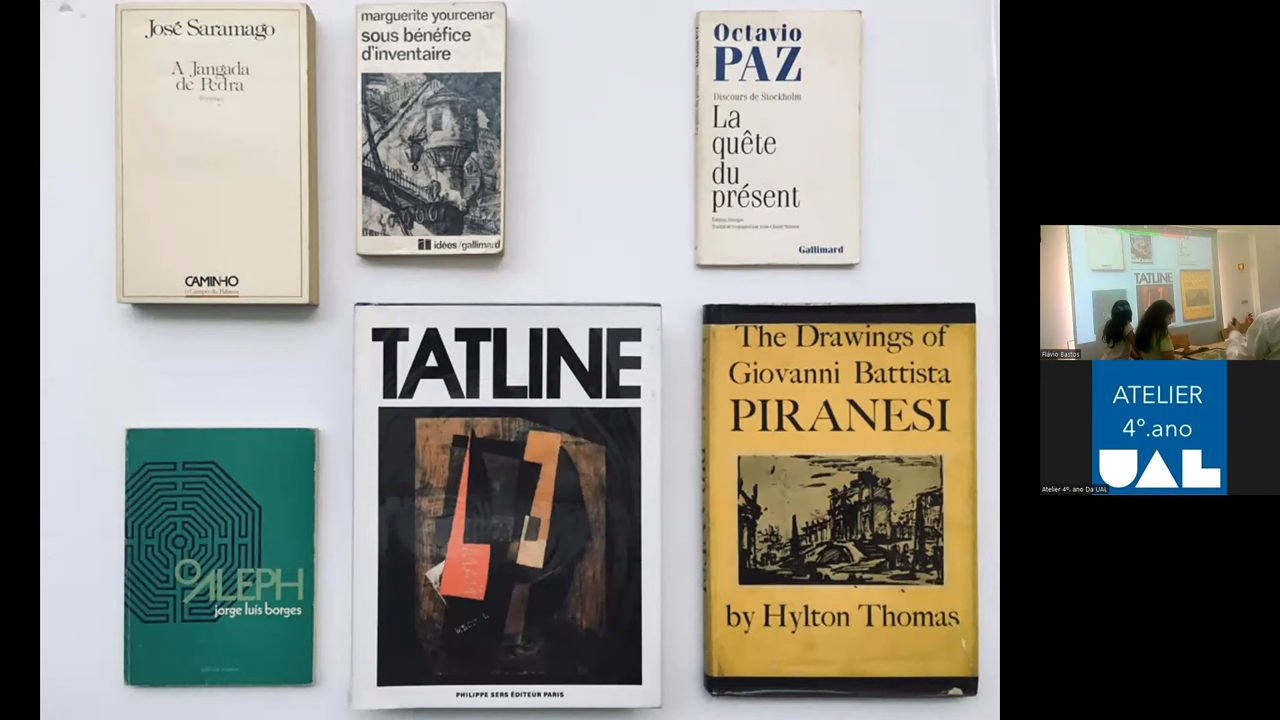 José Saramago
A Jangada
de Pedra
CAMINHO
marguerite yourcenar
sous bénéfice
d'inventaire
idées/gallimard
Octavio
PAZ
Discours de Stockholm
La
quête
du
présent
Gallimard
O ALEPH
jorge luís borges
TATLINE
PHILIPPE SERS ÉDITEUR PARIS
The Drawings of
Giovanni Battista
PIRANESI
by Hylton Thomas
TATLINE
Flávio Bastos
ATELIER
4º.ano
UAL
Atelier 4º. ano Da UAL